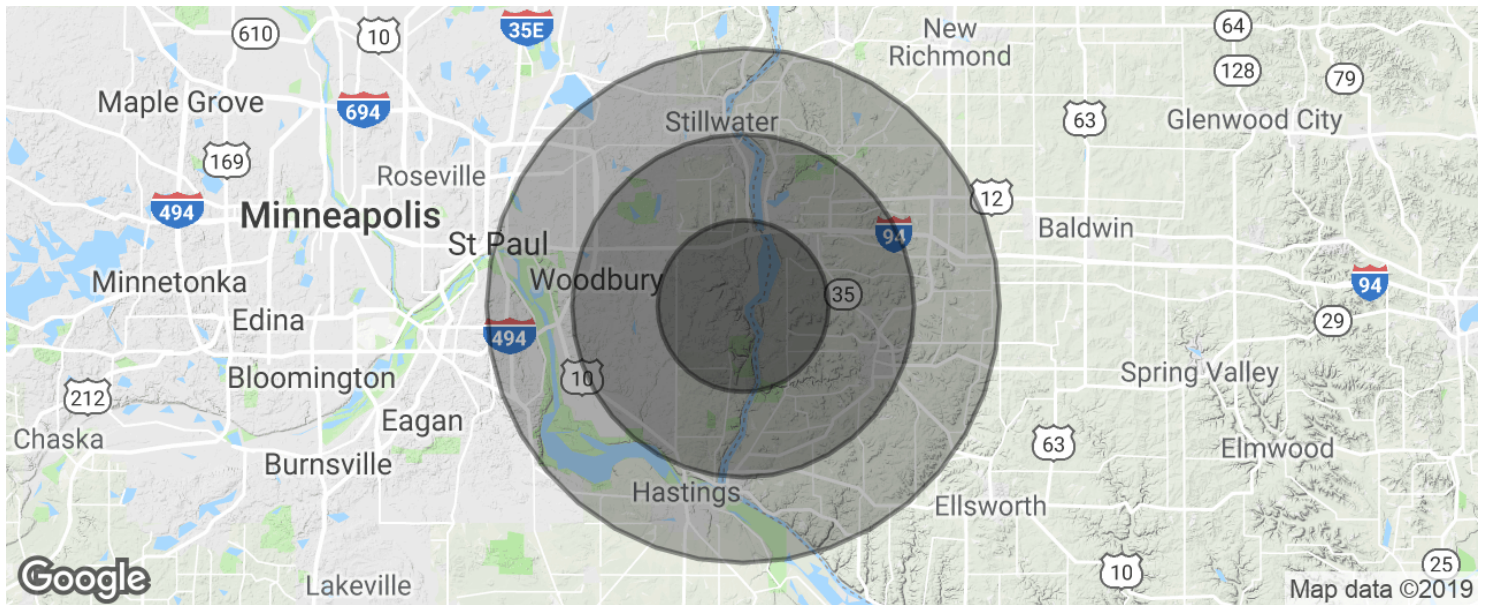 610
10
35E
New
Richmond
64
128
79
Maple Grove
694
Stillwater
63
Glenwood City
169
Roseville
494
Minneapolis
12
St Paul
94
Baldwin
Minnetonka
Woodbury
35
94
Edina
494
29
Bloomington
10
Spring Valley
212
Eagan
Chaska
63
Burnsville
Elmwood
Hastings
Ellsworth
Lakeville
10
25
Google
Map data ©2019